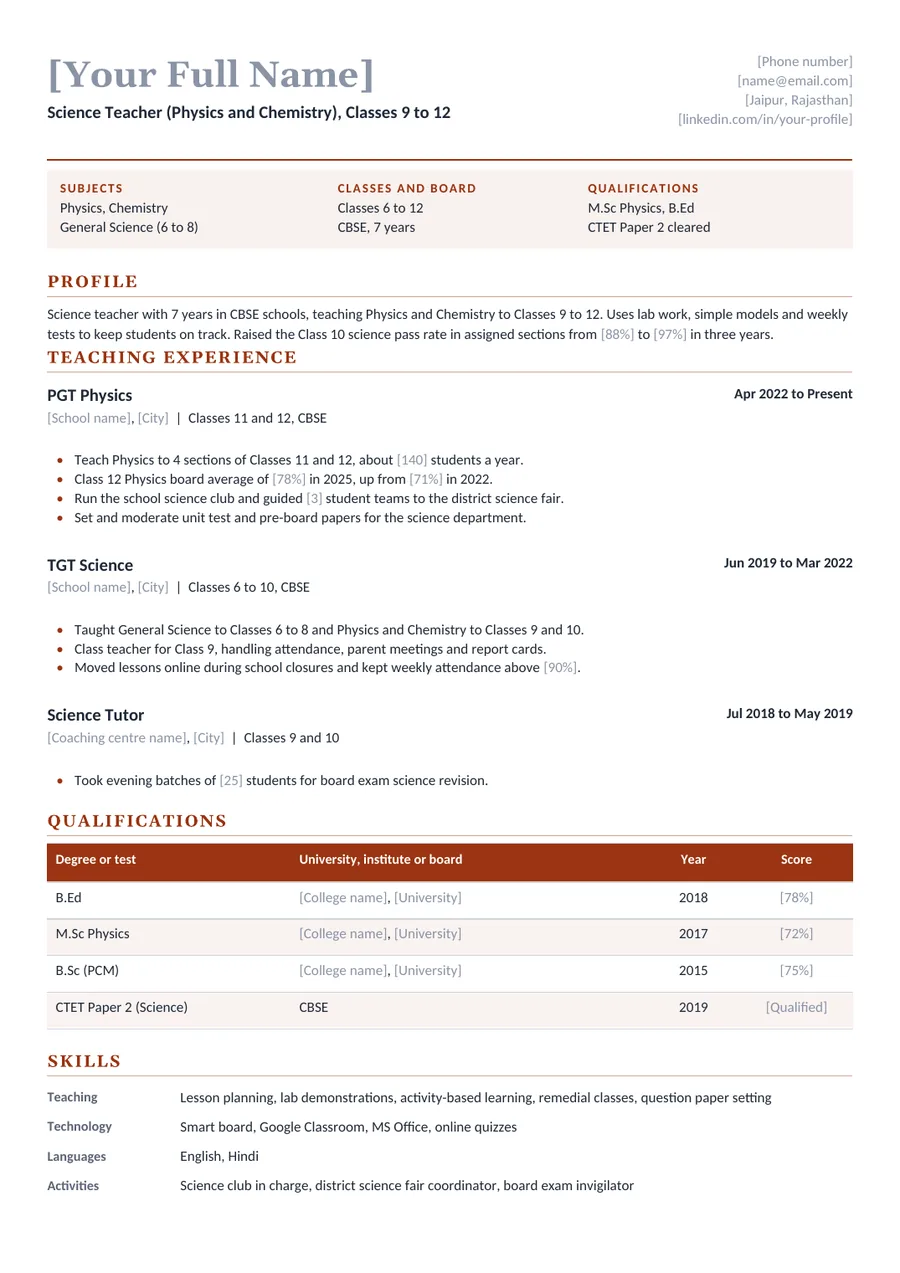 [Your Full Name]
Science Teacher (Physics and Chemistry), Classes 9 to 12
[Phone number]
[name@email.com]
[Jaipur, Rajasthan]
[linkedin.com/in/your-profile]
SUBJECTS
Physics, Chemistry
General Science (6 to 8)
CLASSES AND BOARD
Classes 6 to 12
CBSE, 7 years
QUALIFICATIONS
M.Sc Physics, B.Ed
CTET Paper 2 cleared
PROFILE
Science teacher with 7 years in CBSE schools, teaching Physics and Chemistry to Classes 9 to 12. Uses lab work, simple models and weekly
tests to keep students on track. Raised the Class 10 science pass rate in assigned sections from [88%] to [97%] in three years.
TEACHING EXPERIENCE
PGT Physics Apr 2022 to Present
[School name], [City] | Classes 11 and 12, CBSE
• Teach Physics to 4 sections of Classes 11 and 12, about [140] students a year.
• Class 12 Physics board average of [78%] in 2025, up from [71%] in 2022.
• Run the school science club and guided [3] student teams to the district science fair.
• Set and moderate unit test and pre-board papers for the science department.
TGT Science Jun 2019 to Mar 2022
[School name], [City] | Classes 6 to 10, CBSE
• Taught General Science to Classes 6 to 8 and Physics and Chemistry to Classes 9 and 10.
• Class teacher for Class 9, handling attendance, parent meetings and report cards.
• Moved lessons online during school closures and kept weekly attendance above [90%].
Science Tutor Jul 2018 to May 2019
[Coaching centre name], [City] | Classes 9 and 10
• Took evening batches of [25] students for board exam science revision.
QUALIFICATIONS
Degree or test University, institute or board Year Score
B.Ed [College name], [University] 2018 [78%]
M.Sc Physics [College name], [University] 2017 [72%]
B.Sc (PCM) [College name], [University] 2015 [75%]
CTET Paper 2 (Science) CBSE 2019 [Qualified]
SKILLS
Teaching Lesson planning, lab demonstrations, activity-based learning, remedial classes, question paper setting
Technology Smart board, Google Classroom, MS Office, online quizzes
Languages English, Hindi
Activities Science club in charge, district science fair coordinator, board exam invigilator